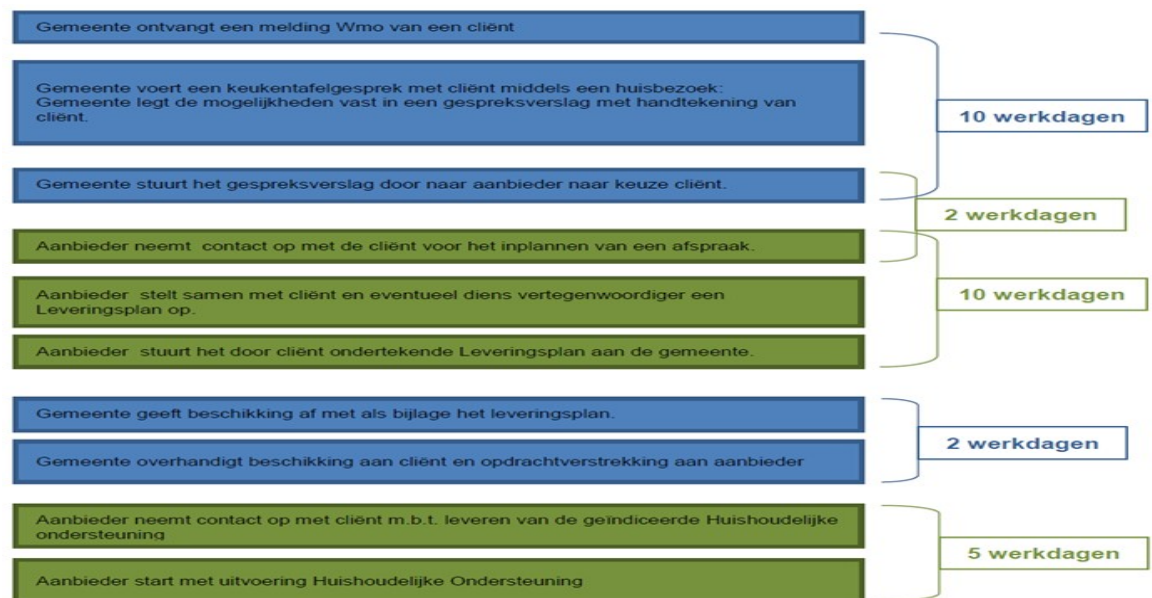 Gemeente ontvangt een melding Wmo van een cliënt
Gemeente voert een keukentafelgesprek met cliënt middels een huisbezoek:
Gemeente legt de mogelijkheden vast in een gespreksverslag met handtekening van
cliënt.
10 werkdagen
Gemeente stuurt het gespreksverslag door naar aanbieder naar keuze cliënt.
2 werkdagen
Aanbieder neemt contact op met de cliënt voor het inplannen van een afspraak.
Aanbieder stelt samen met cliënt en eventueel diens vertegenwoordiger een
Leveringsplan op.
10 werkdagen
Aanbieder stuurt het door cliënt ondertekende Leveringsplan aan de gemeente.
Gemeente geeft beschikking af met als bijlage het leveringsplan.
2 werkdagen
Gemeente overhandigt beschikking aan cliënt en opdrachtverstrekking aan aanbieder
Aanbieder neemt contact op met cliënt m.b.t. leveren van de geïndiceerde Huishoudelijke
ondersteuning
5 werkdagen
Aanbieder start met uitvoering Huishoudelijke Ondersteuning